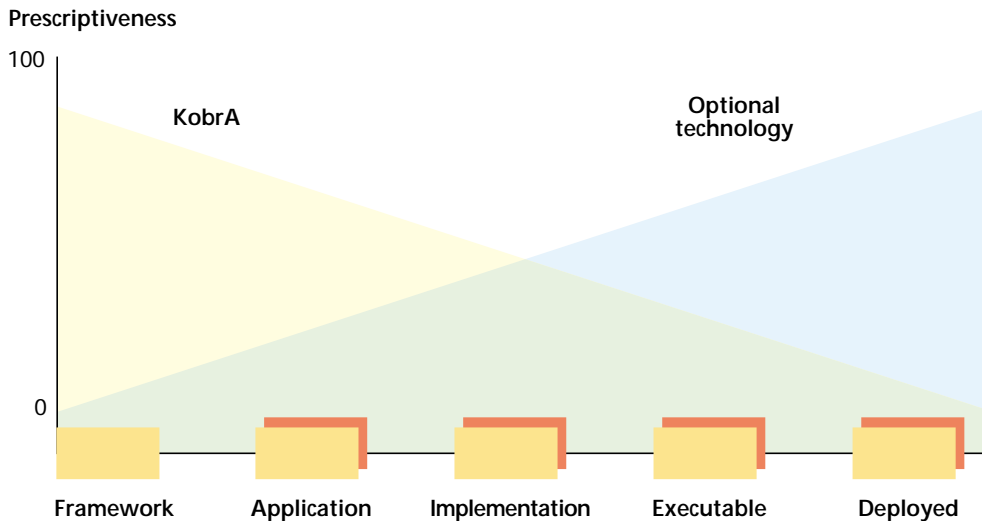 Prescriptiveness
100
KobrA
Optional
technology
0
Framework
Application
Implementation
Executable
Deployed